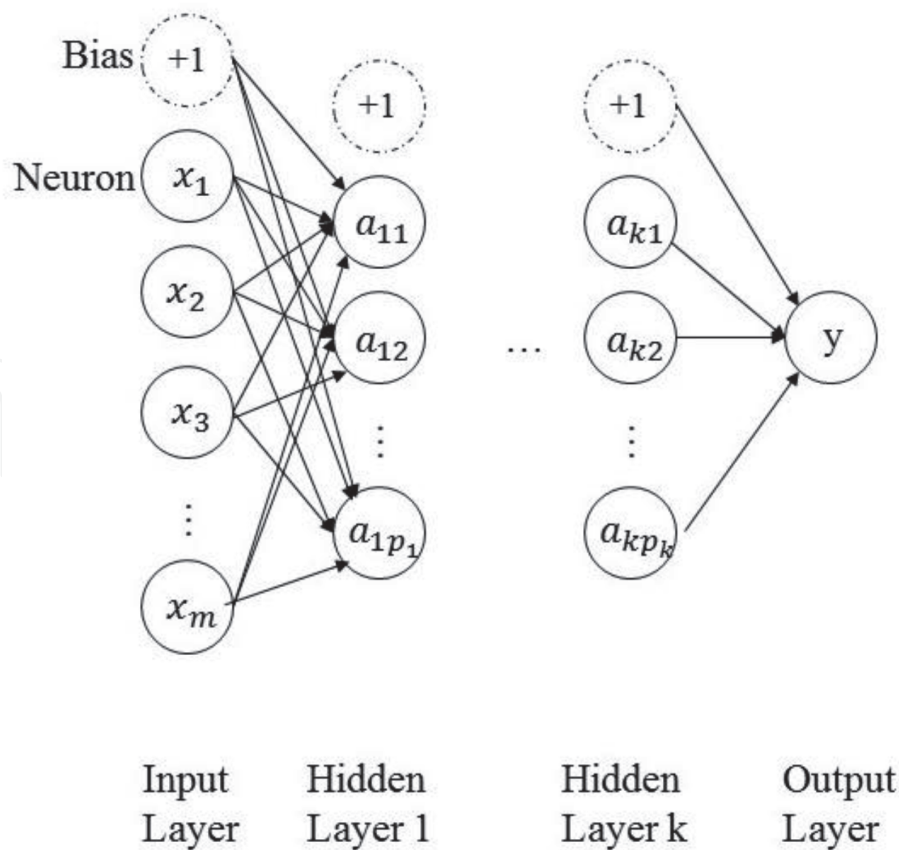 Bias +1
+1
+1
Neuron x₁
a₁₁
aₖ₁
x₂
a₁₂
...
aₖ₂
y
x₃
⋮
⋮
⋮
a₁ₚ₁
aₖₚₖ
xₘ
Input Layer
Hidden Layer 1
Hidden Layer k
Output Layer